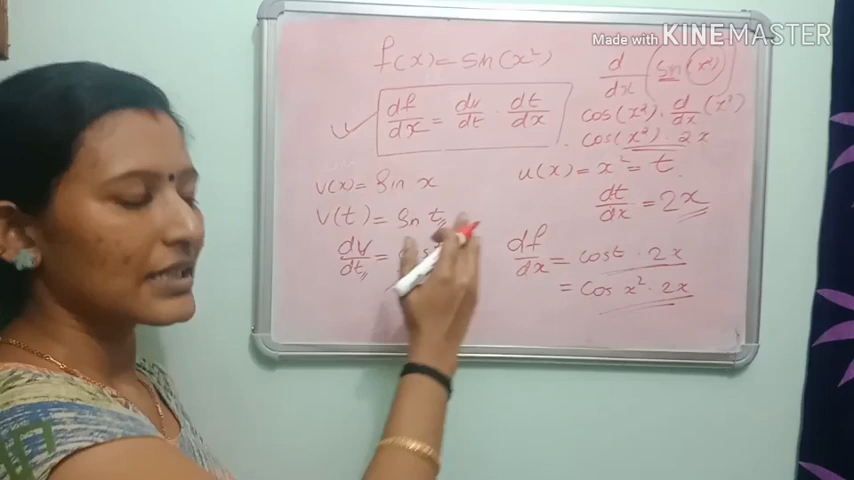 Made with KINEMASTER
f(x) = sin(x²)
df/dx = dv/dt · dt/dx
v(x) = sin x
v(t) = sin t
dv/dt =
d/dx sin (x²)
cos(x²) · d/dx (x²)
cos(x²) · 2x
u(x) = x² = t
dt/dx = 2x
df/dx = cost · 2x
= cos x² · 2x